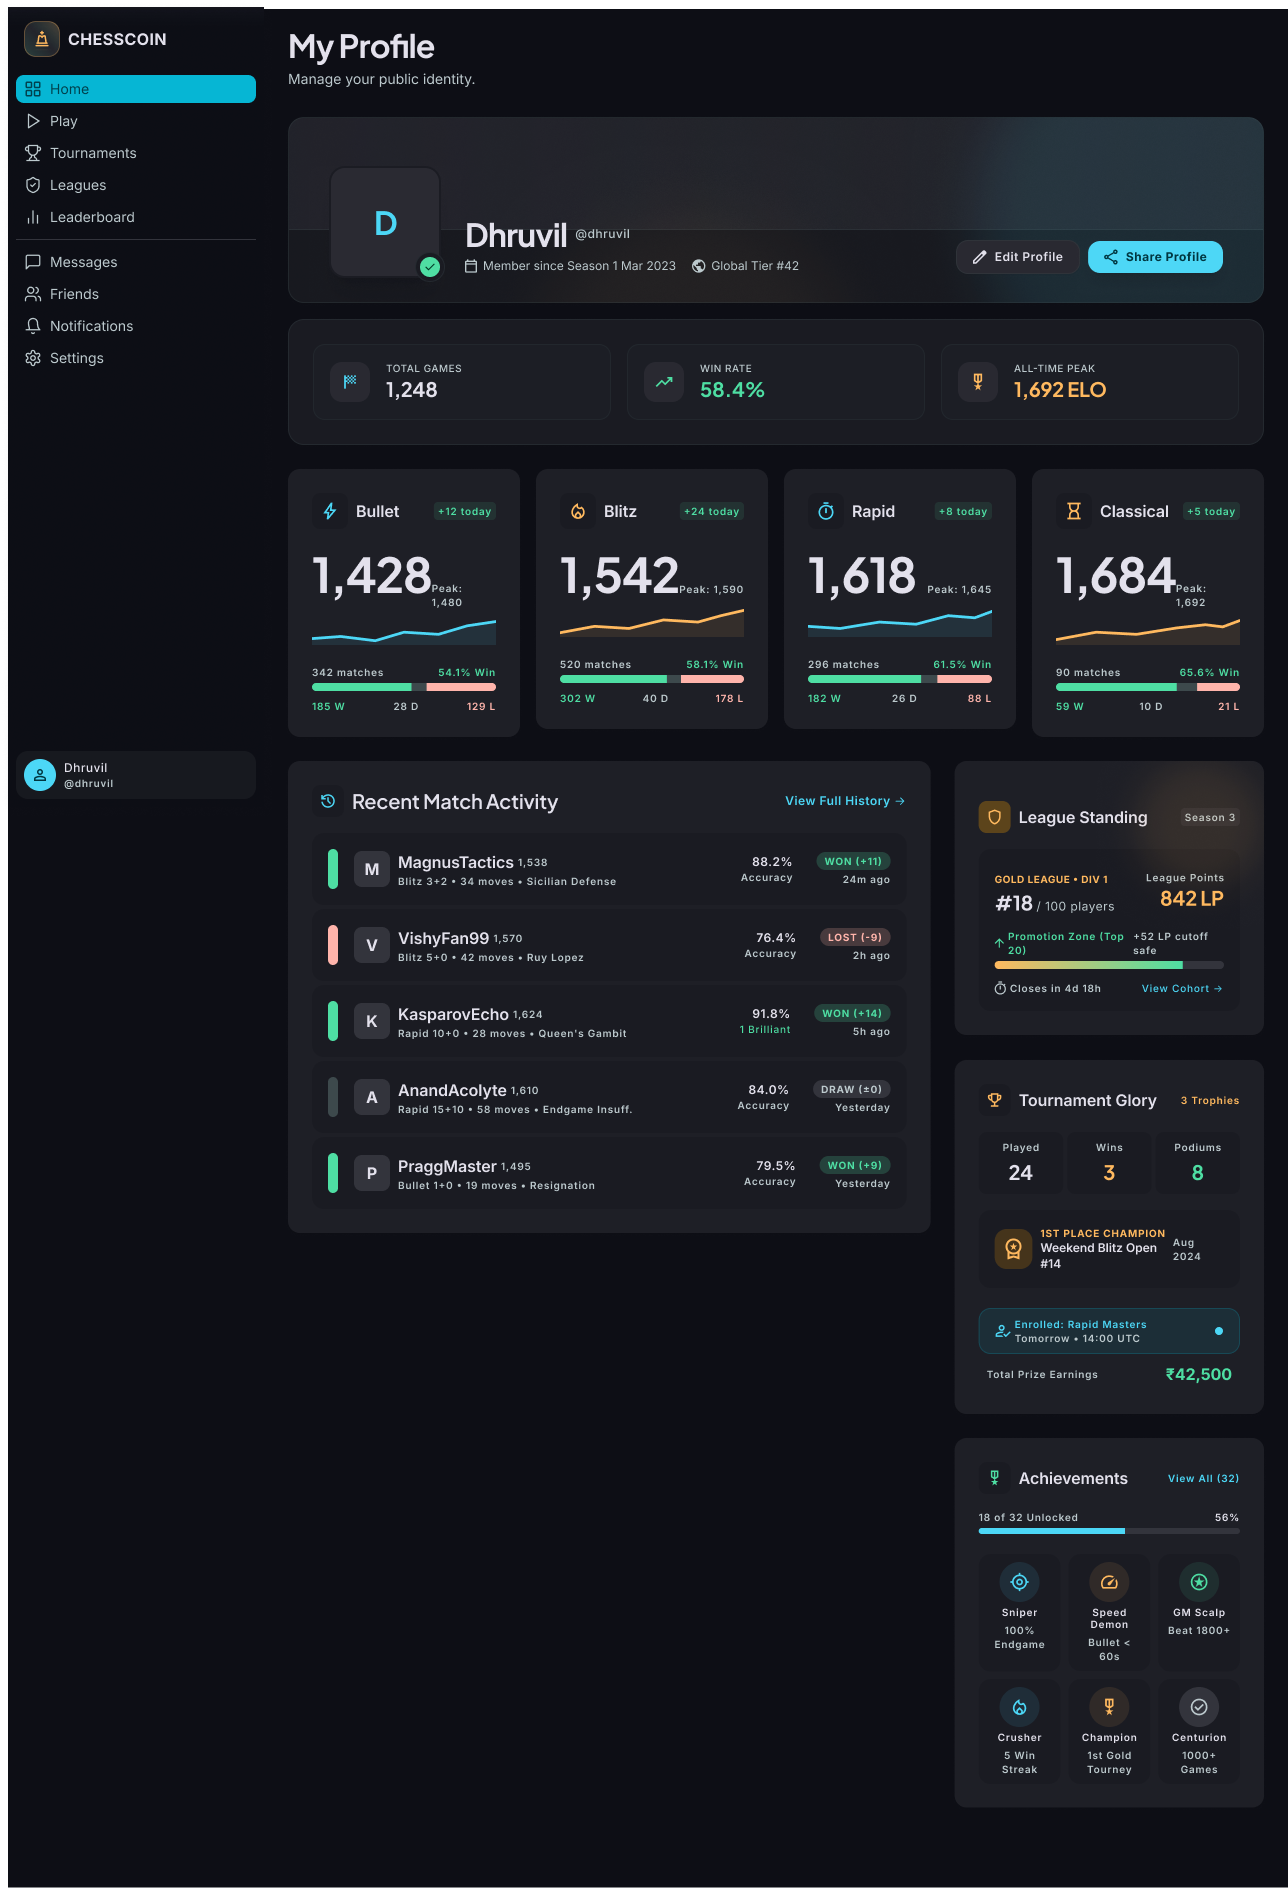 CHESSCOIN
Home
Play
Tournaments
Leagues
Leaderboard
Messages
Friends
Notifications
Settings
Dhruvil
@dhruvil
My Profile
Manage your public identity.
D
Dhruvil @dhruvil
Member since Season 1 Mar 2023 Global Tier #42
Edit Profile
Share Profile
TOTAL GAMES
1,248
WIN RATE
58.4%
ALL-TIME PEAK
1,692 ELO
Bullet +12 today
1,428 Peak:
1,480
342 matches 54.1% Win
185 W 28 D 129 L
Blitz +24 today
1,542 Peak: 1,590
520 matches 58.1% Win
302 W 40 D 178 L
Rapid +8 today
1,618 Peak: 1,645
296 matches 61.5% Win
182 W 26 D 88 L
Classical +5 today
1,684 Peak:
1,692
90 matches 65.6% Win
59 W 10 D 21 L
Recent Match Activity View Full History →
M
MagnusTactics 1,538
Blitz 3+2 • 34 moves • Sicilian Defense
88.2%
Accuracy
WON (+11)
24m ago
V
VishyFan99 1,570
Blitz 5+0 • 42 moves • Ruy Lopez
76.4%
Accuracy
LOST (-9)
2h ago
K
KasparovEcho 1,624
Rapid 10+0 • 28 moves • Queen's Gambit
91.8%
1 Brilliant
WON (+14)
5h ago
A
AnandAcolyte 1,610
Rapid 15+10 • 58 moves • Endgame Insuff.
84.0%
Accuracy
DRAW (±0)
Yesterday
P
PraggMaster 1,495
Bullet 1+0 • 19 moves • Resignation
79.5%
Accuracy
WON (+9)
Yesterday
League Standing Season 3
GOLD LEAGUE • DIV 1
#18 / 100 players
League Points
842 LP
Promotion Zone (Top
20)
+52 LP cutoff
safe
Closes in 4d 18h View Cohort →
Tournament Glory 3 Trophies
Played
24
Wins
3
Podiums
8
1ST PLACE CHAMPION
Weekend Blitz Open
#14
Aug
2024
Enrolled: Rapid Masters
Tomorrow • 14:00 UTC
Total Prize Earnings ₹42,500
Achievements View All (32)
18 of 32 Unlocked 56%
Sniper
100%
Endgame
Speed
Demon
Bullet <
60s
GM Scalp
Beat 1800+
Crusher
5 Win
Streak
Champion
1st Gold
Tourney
Centurion
1000+
Games